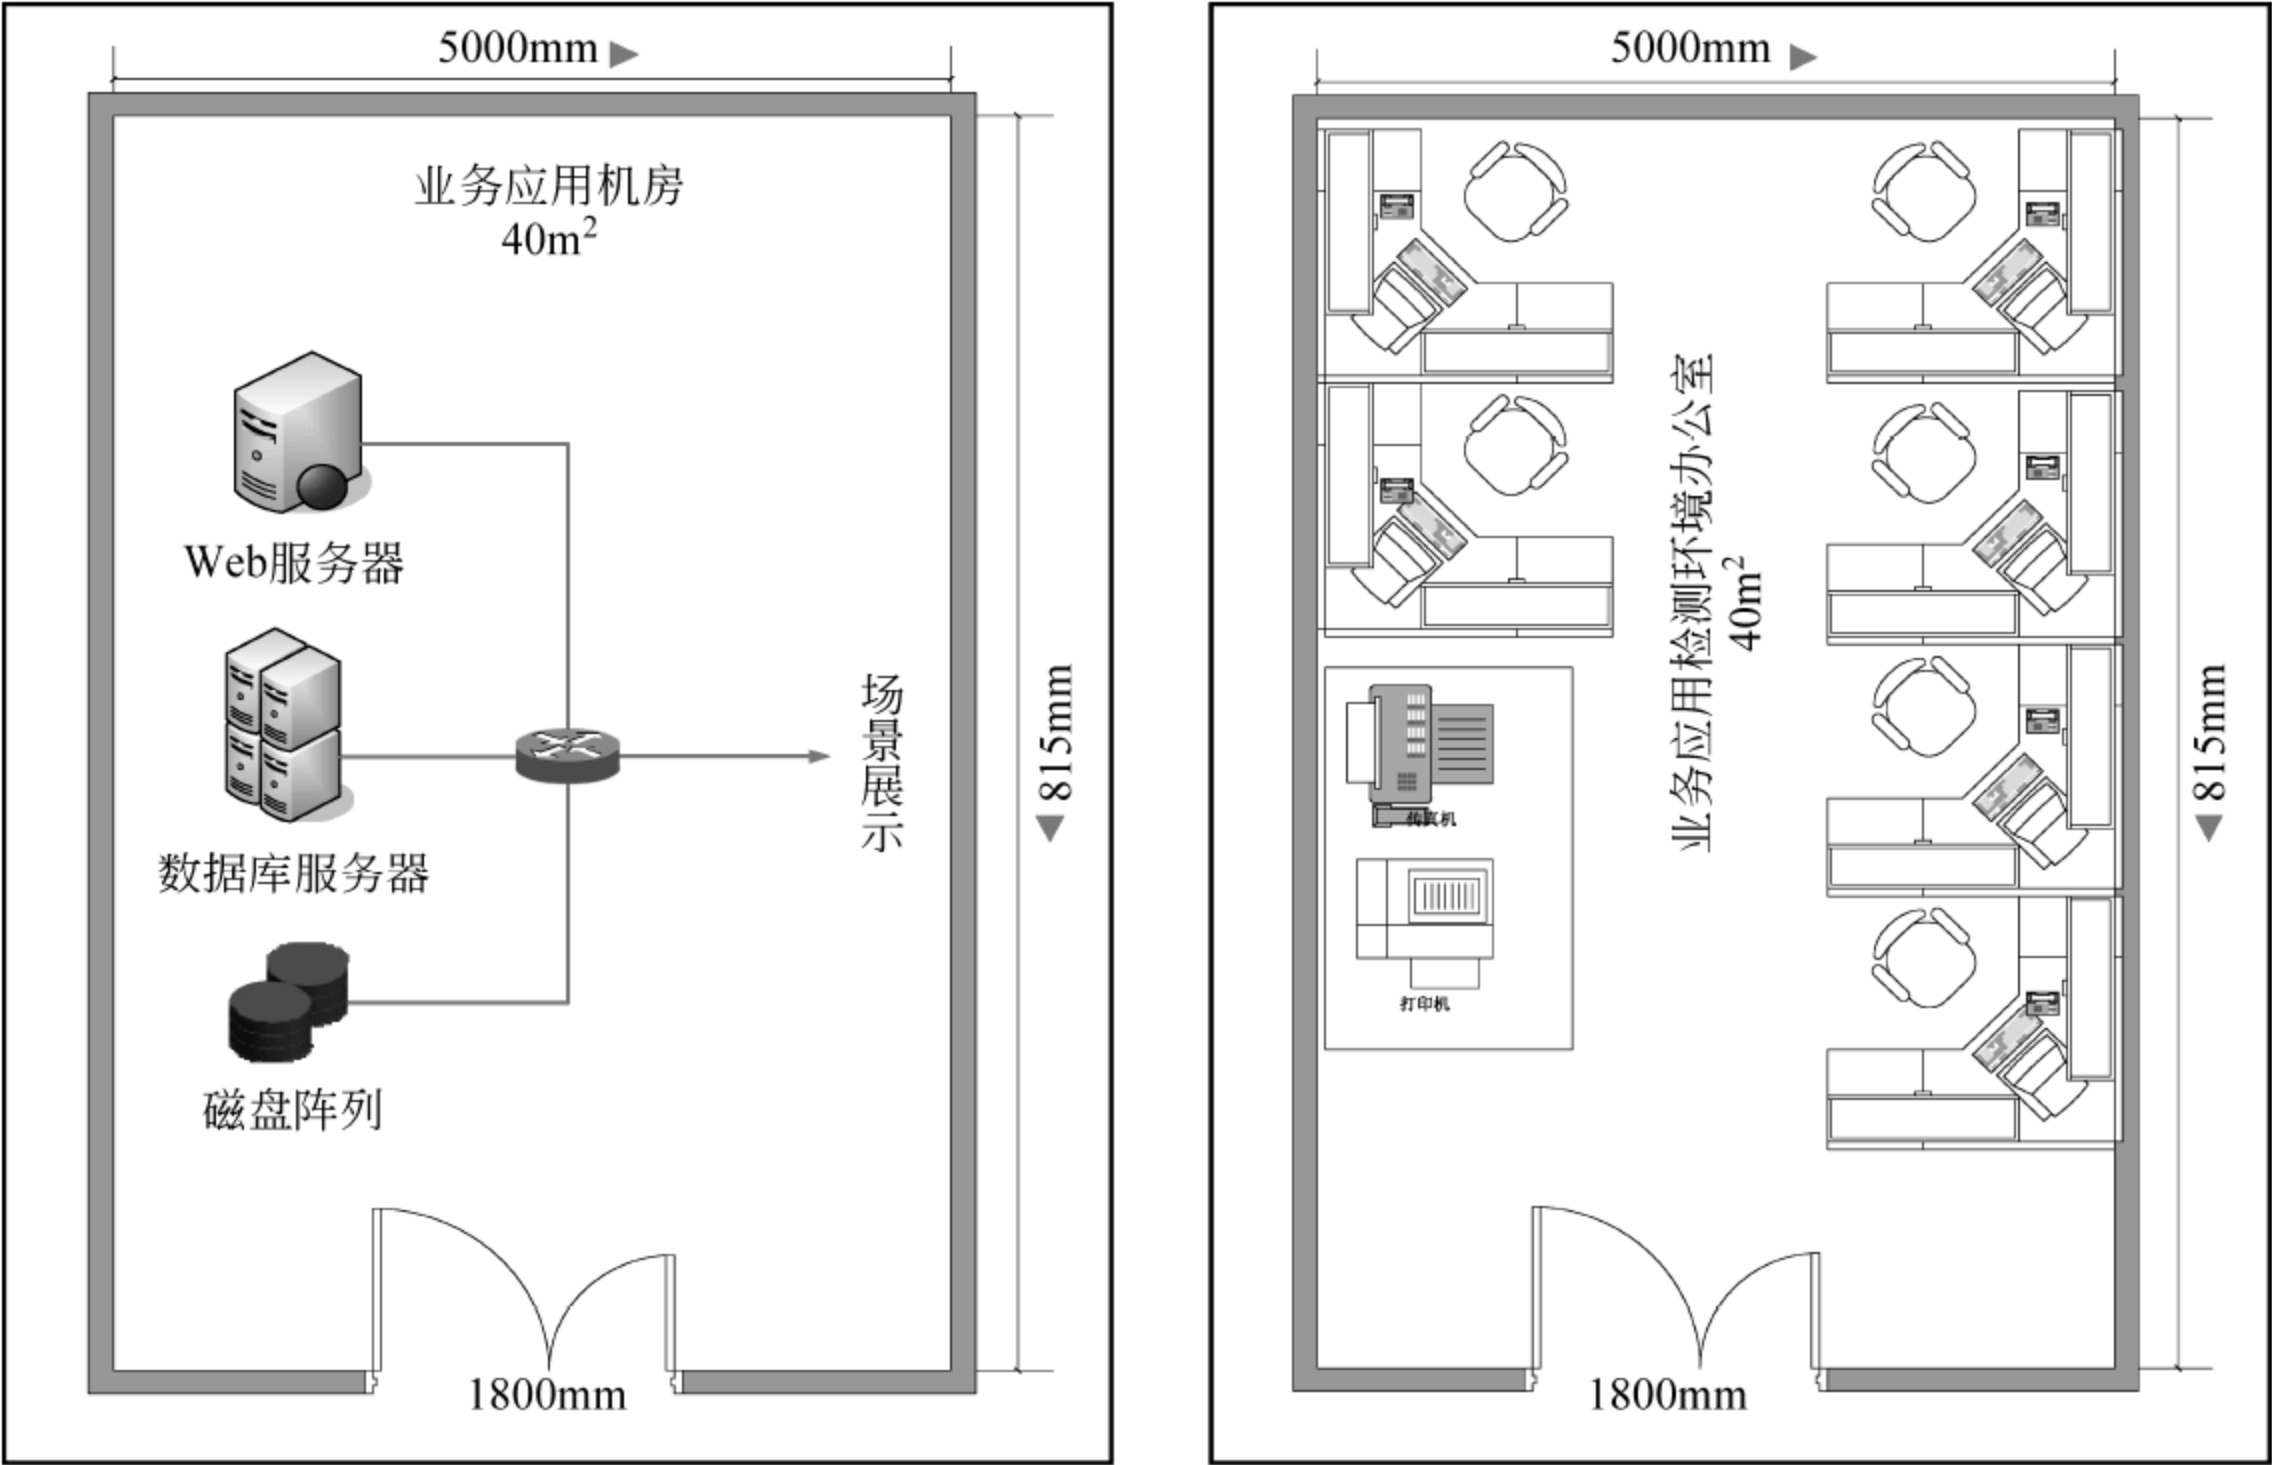 5000mm
业务应用机房
40m²
Web服务器
数据库服务器
磁盘阵列
场景展示
815mm
1800mm
5000mm
业务应用检测环境办公室
40m²
传真机
打印机
815mm
1800mm